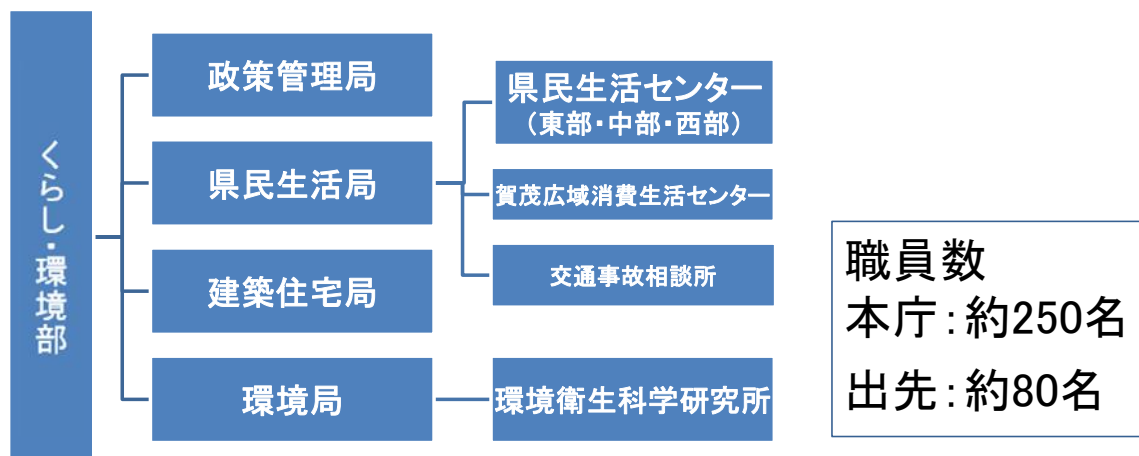 くらし・環境部
政策管理局
県民生活局
建築住宅局
環境局
県民生活センター
（東部・中部・西部）
賀茂広域消費生活センター
交通事故相談所
環境衛生科学研究所
職員数
本庁：約250名
出先：約80名